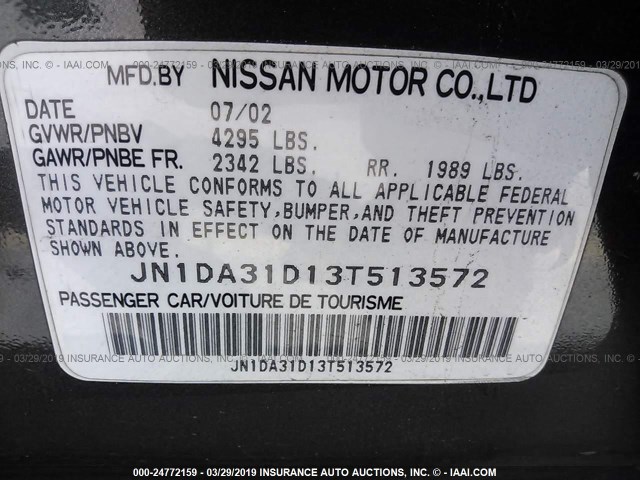 MFD.BY NISSAN MOTOR CO.,LTD
DATE 07/02
GVWR/PNBV 4295 LBS.
GAWR/PNBE FR. 2342 LBS. RR. 1989 LBS.
THIS VEHICLE CONFORMS TO ALL APPLICABLE FEDERAL
MOTOR VEHICLE SAFETY,BUMPER,AND THEFT PREVENTION
STANDARDS IN EFFECT ON THE DATE OF MANUFACTURE
SHOWN ABOVE.
JN1DA31D13T513572
PASSENGER CAR/VOITURE DE TOURISME
JN1DA31D13T513572
000-24772159 - 03/29/2019 INSURANCE AUTO AUCTIONS, INC. - © - IAAI.COM